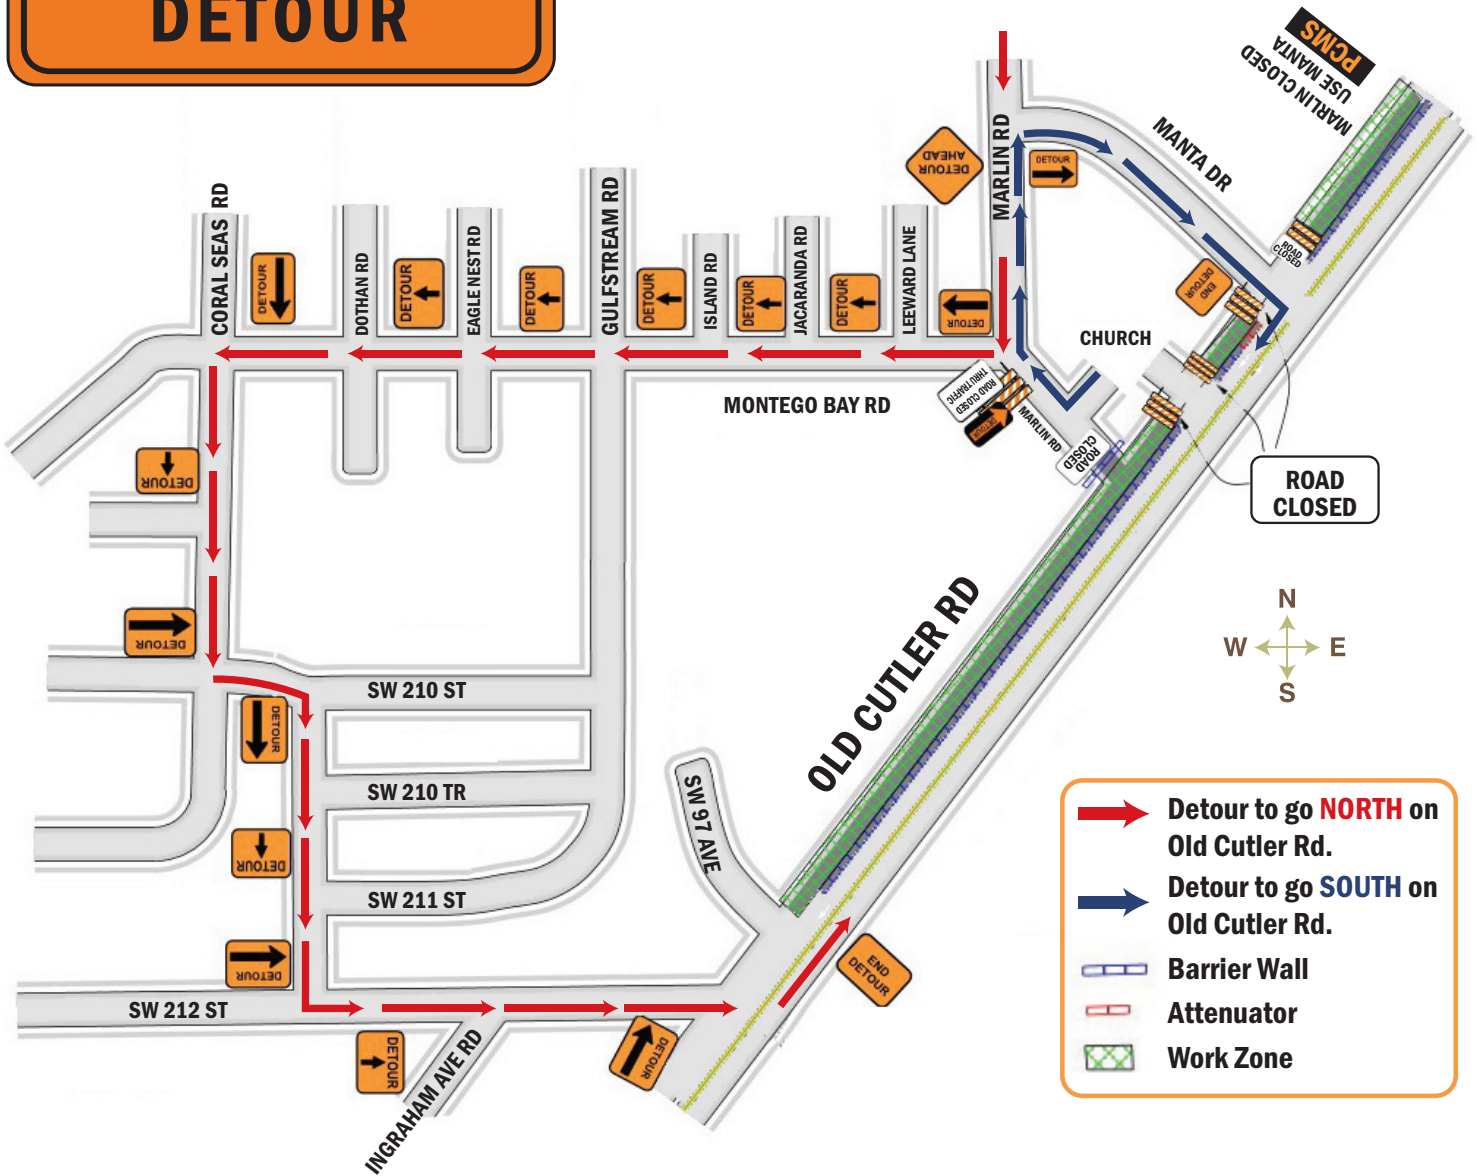 DETOUR
PCMS
USE MANTA
MARLIN CLOSED
MANTA DR
MARLIN RD
DETOUR
AHEAD
DETOUR
ROAD
CLOSED
END
DETOUR
CORAL SEAS RD
DETOUR
DOTHAN RD
DETOUR
EAGLE NEST RD
DETOUR
GULFSTREAM RD
DETOUR
ISLAND RD
DETOUR
JACARANDA RD
DETOUR
LEEWARD LANE
DETOUR
CHURCH
ROAD CLOSED
THRU TRAFFIC
DETOUR
MARLIN RD
ROAD
CLOSED
MONTEGO BAY RD
ROAD
CLOSED
DETOUR
DETOUR
OLD CUTLER RD
N
W E
S
SW 210 ST
DETOUR
SW 210 TR
SW 97 AVE
DETOUR
SW 211 ST
DETOUR
END
DETOUR
SW 212 ST
DETOUR
INGRAHAM AVE RD
DETOUR
Detour to go NORTH on
Old Cutler Rd.
Detour to go SOUTH on
Old Cutler Rd.
Barrier Wall
Attenuator
Work Zone